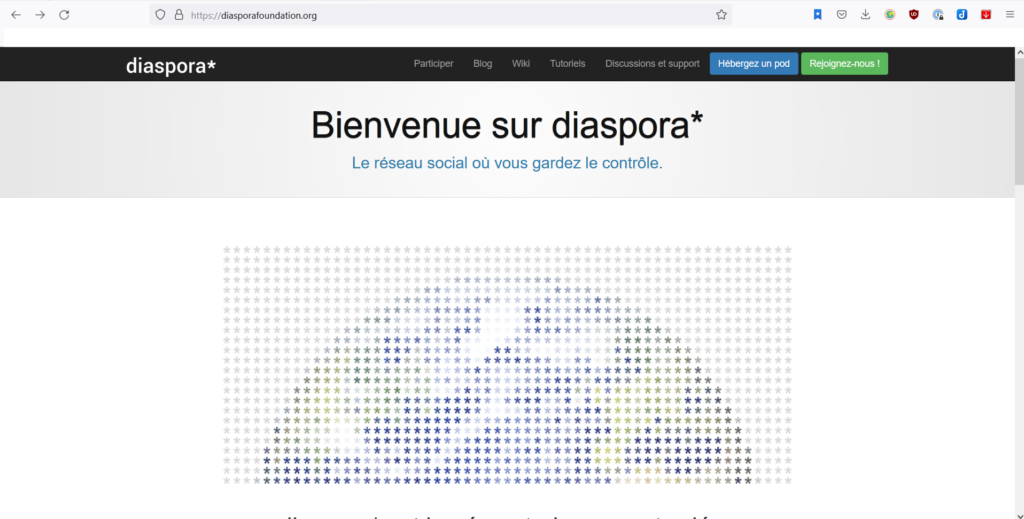 https://diasporafoundation.org
diaspora*
Participer Blog Wiki Tutoriels Discussions et support Hébergez un pod Rejoignez-nous !
Bienvenue sur diaspora*
Le réseau social où vous gardez le contrôle.